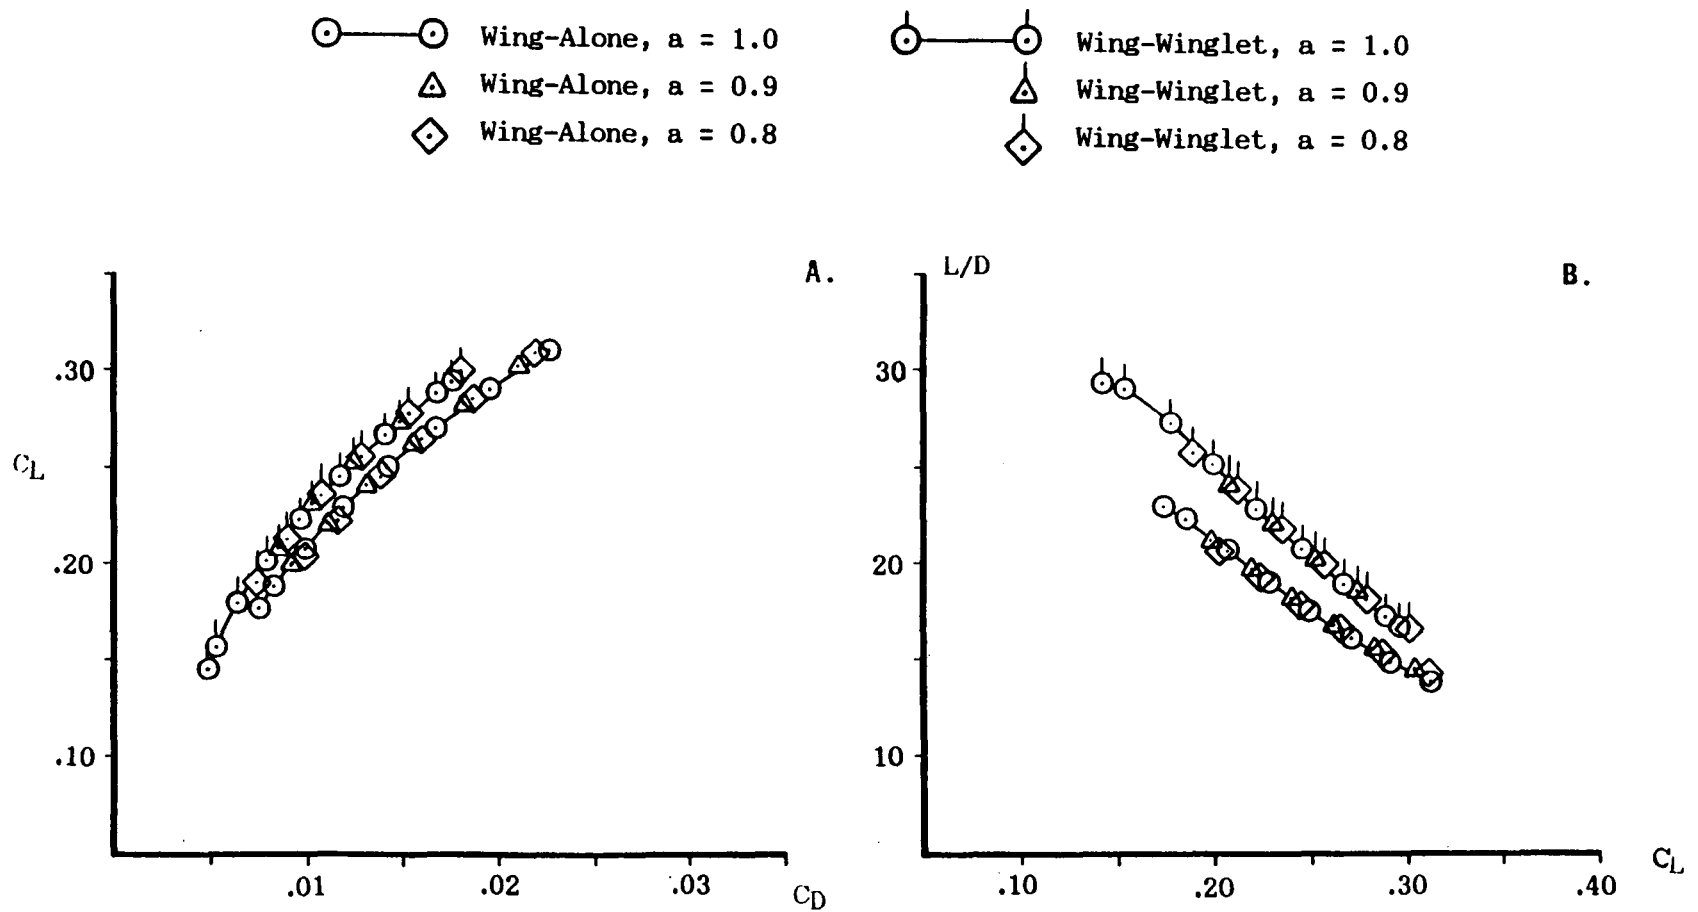 Wing-Alone, a = 1.0
Wing-Alone, a = 0.9
Wing-Alone, a = 0.8
Wing-Winglet, a = 1.0
Wing-Winglet, a = 0.9
Wing-Winglet, a = 0.8
A.
.30
CL
.20
.10
.01 .02 .03 CD
L/D
B.
30
20
10
.10 .20 .30 .40 CL